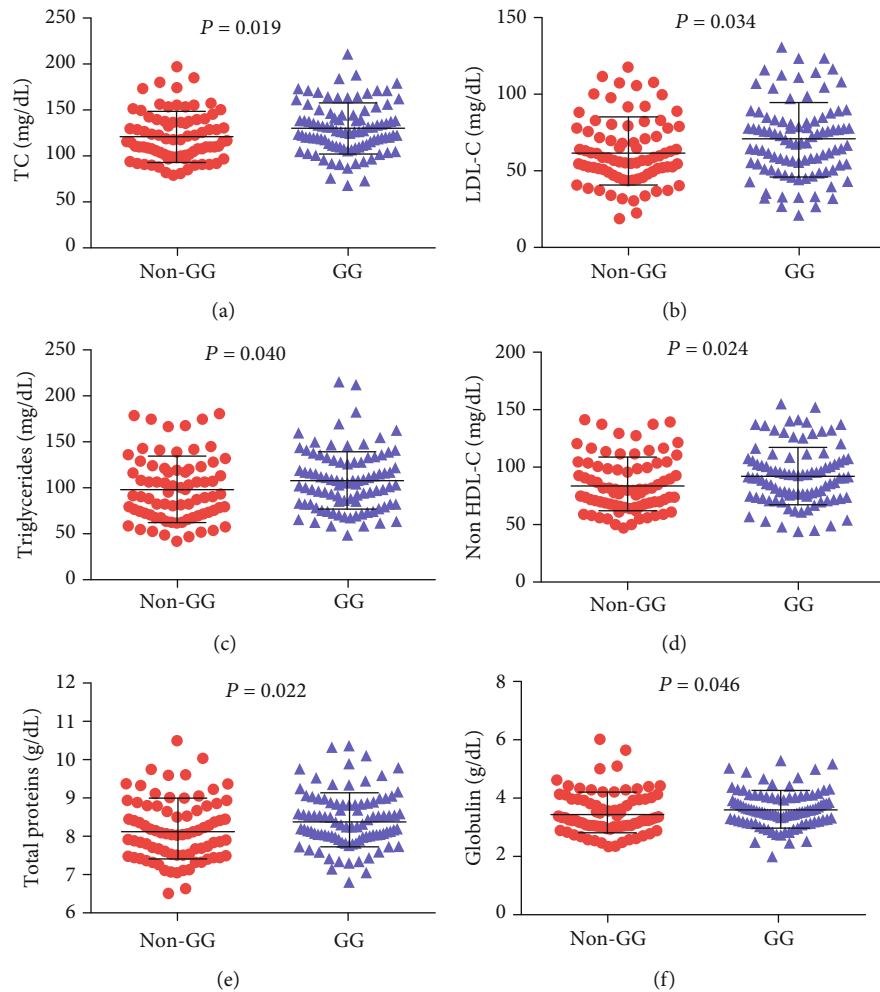 P = 0.019
TC (mg/dL)
250
200
150
100
50
0
Non-GG GG
(a)
P = 0.034
LDL-C (mg/dL)
150
100
50
0
Non-GG GG
(b)
P = 0.040
Triglycerides (mg/dL)
250
200
150
100
50
0
Non-GG GG
(c)
P = 0.024
Non HDL-C (mg/dL)
200
150
100
50
0
Non-GG GG
(d)
P = 0.022
Total proteins (g/dL)
12
11
10
9
8
7
6
Non-GG GG
(e)
P = 0.046
Globulin (g/dL)
8
6
4
2
0
Non-GG GG
(f)